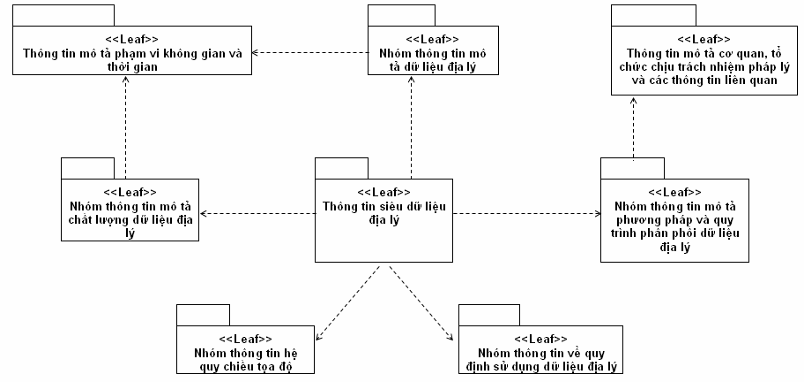 <<Leaf>>
Thông tin mô tả phạm vi không gian và
thời gian
<<Leaf>>
Nhóm thông tin mô
tả dữ liệu địa lý
<<Leaf>>
Thông tin mô tả cơ quan, tổ
chức chịu trách nhiệm pháp lý
và các thông tin liên quan
<<Leaf>>
Nhóm thông tin mô tả
chất lượng dữ liệu địa
lý
<<Leaf>>
Thông tin siêu dữ liệu
địa lý
<<Leaf>>
Nhóm thông tin mô tả
phương pháp và quy
trình phân phối dữ liệu
địa lý
<<Leaf>>
Nhóm thông tin hệ
quy chiếu tọa độ
<<Leaf>>
Nhóm thông tin về quy
định sử dụng dữ liệu địa lý